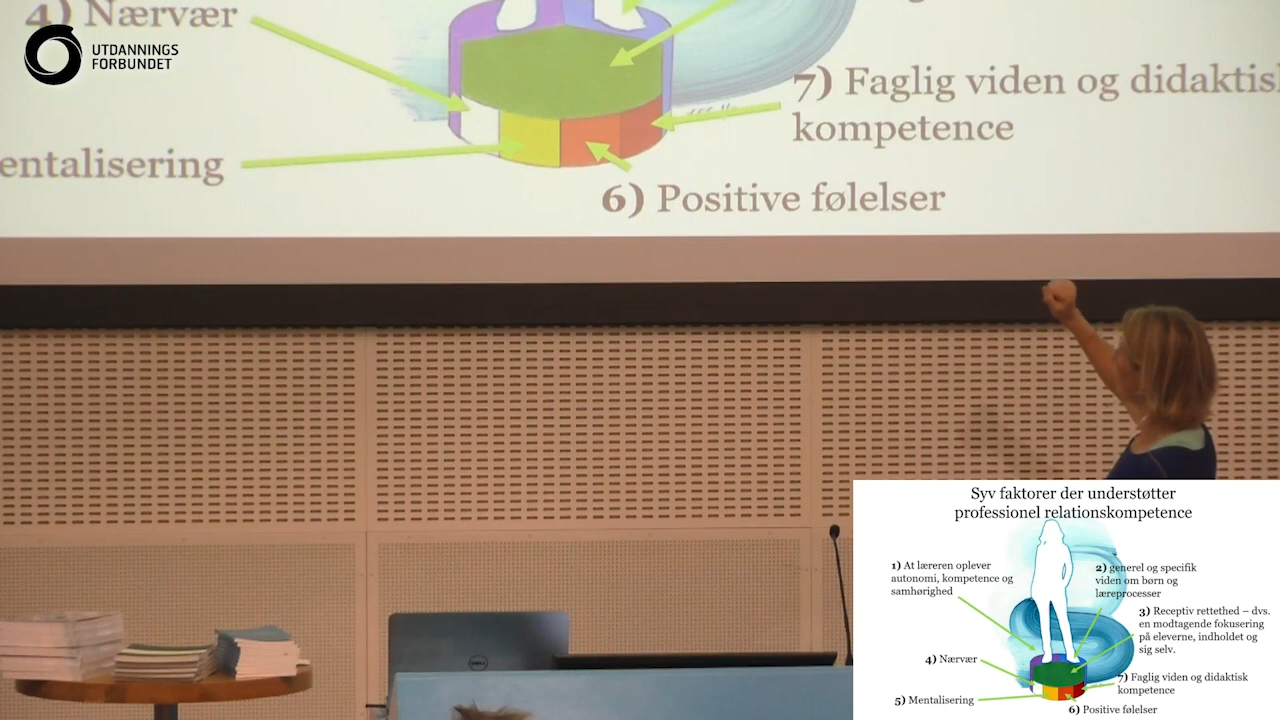 4) Nærvær
UTDANNINGS
FORBUNDET
7) Faglig viden og didaktisk
kompetence
entalisering
6) Positive følelser
DELL
Syv faktorer der understøtter
professionel relationskompetence
1) At læreren oplever
autonomi, kompetence og
samhørighed
2) generel og specifik
viden om børn og
læreprocesser
3) Receptiv rettethed – dvs.
en modtagende fokusering
på eleverne, indholdet og
sig selv.
4) Nærvær
7) Faglig viden og didaktisk
kompetence
5) Mentalisering
6) Positive følelser